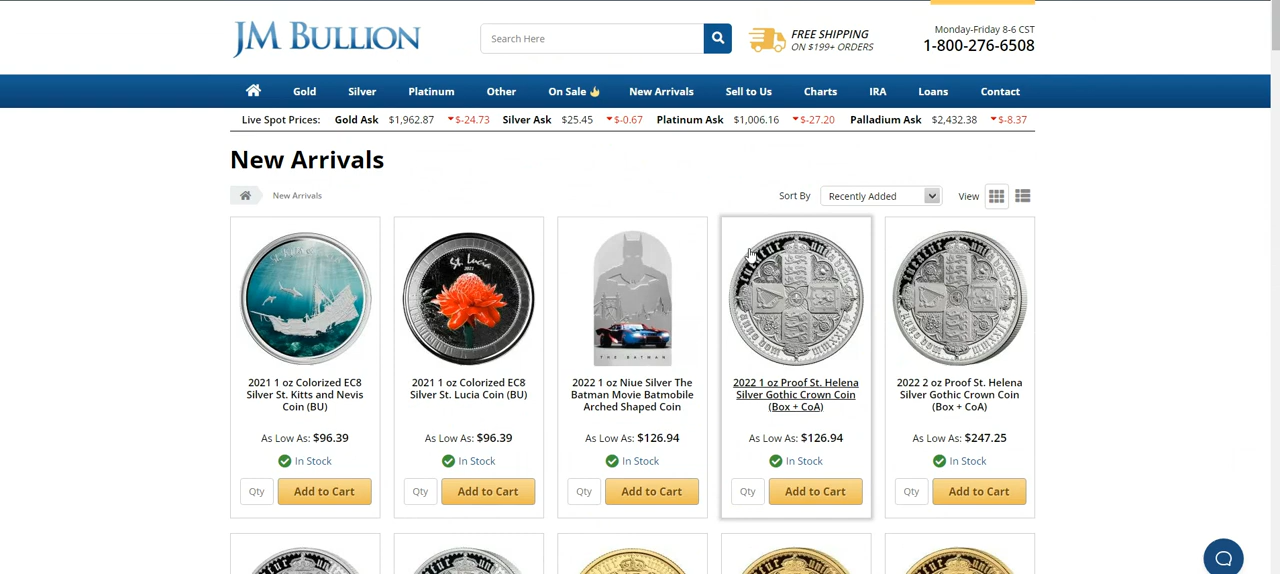 JM BULLION
Search Here
FREE SHIPPING
ON $199+ ORDERS
Monday-Friday 8-6 CST
1-800-276-6508
Gold Silver Platinum Other On Sale New Arrivals Sell to Us Charts IRA Loans Contact
Live Spot Prices: Gold Ask $1,962.87 $-24.73 Silver Ask $25.45 $-0.67 Platinum Ask $1,006.16 $-27.20 Palladium Ask $2,432.38 $-8.37
New Arrivals
New Arrivals
Sort By Recently Added View
St. Lucia
2021
THE BATMAN
2021 1 oz Colorized EC8
Silver St. Kitts and Nevis
Coin (BU)
As Low As: $96.39
In Stock
Qty Add to Cart
2021 1 oz Colorized EC8
Silver St. Lucia Coin (BU)
As Low As: $96.39
In Stock
Qty Add to Cart
2022 1 oz Niue Silver The
Batman Movie Batmobile
Arched Shaped Coin
As Low As: $126.94
In Stock
Qty Add to Cart
2022 1 oz Proof St. Helena
Silver Gothic Crown Coin
(Box + CoA)
As Low As: $126.94
In Stock
Qty Add to Cart
2022 2 oz Proof St. Helena
Silver Gothic Crown Coin
(Box + CoA)
As Low As: $247.25
In Stock
Qty Add to Cart